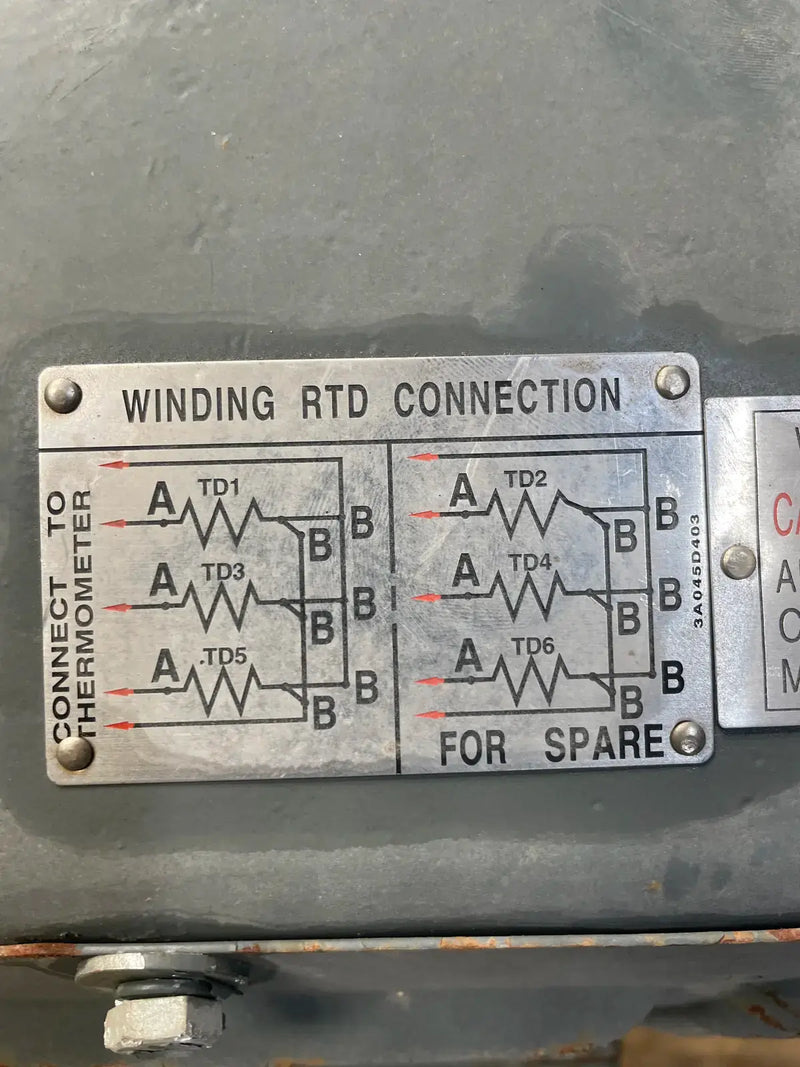 WINDING RTD CONNECTION
CONNECT TO
THERMOMETER
A TD1 B B
A TD3 B B
A .TD5 B B
A TD2 B B
A TD4 B B
A TD6 B B
FOR SPARE
3A045D403